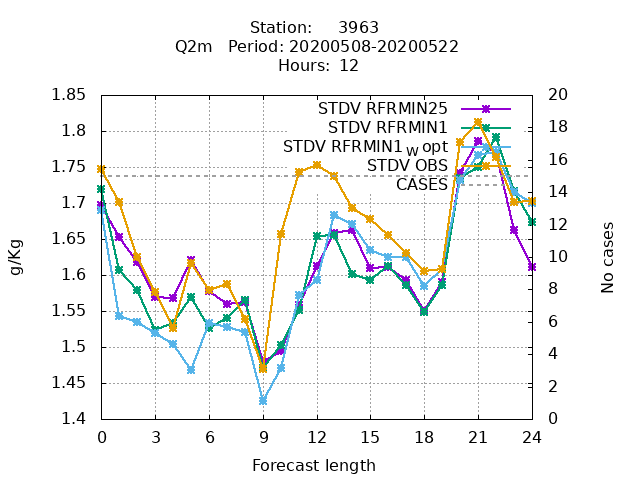 Station: 3963
Q2m Period: 20200508-20200522
Hours: 12
STDV RFRMIN25
STDV RFRMIN1
STDV RFRMIN1 w opt
STDV OBS
CASES
g/Kg
1.85
1.8
1.75
1.7
1.65
1.6
1.55
1.5
1.45
1.4
No cases
20
18
16
14
12
10
8
6
4
2
0
0 3 6 9 12 15 18 21 24
Forecast length